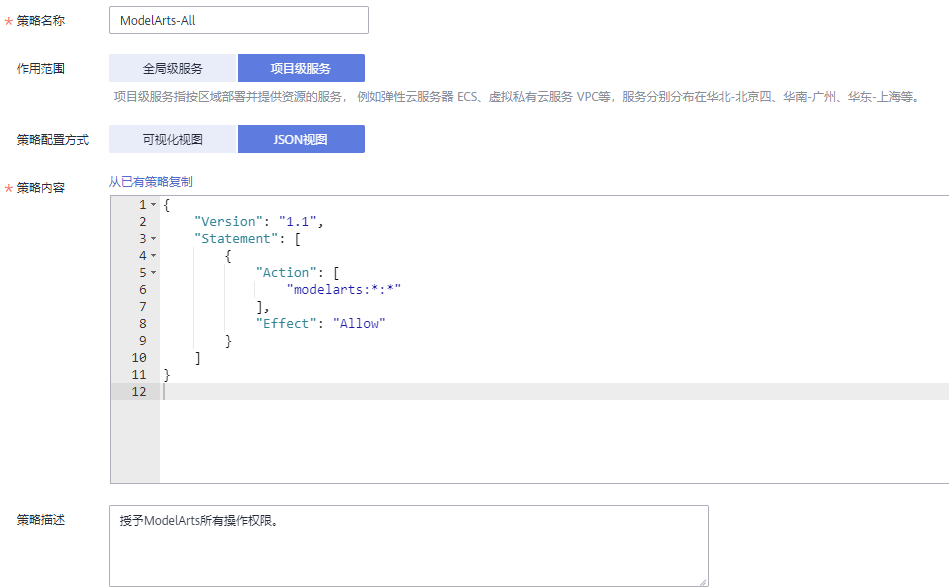 * 策略名称 ModelArts-All
作用范围 全局级服务 项目级服务
项目级服务指按区域部署并提供资源的服务， 例如弹性云服务器 ECS、虚拟私有云服务 VPC等，服务分别分布在华北-北京四、华南-广州、华东-上海等。
策略配置方式 可视化视图 JSON视图
* 策略内容 从已有策略复制
1 {
2     "Version": "1.1",
3     "Statement": [
4         {
5             "Action": [
6                 "modelarts:*:*"
7             ],
8             "Effect": "Allow"
9         }
10     ]
11 }
12
策略描述 授予ModelArts所有操作权限。